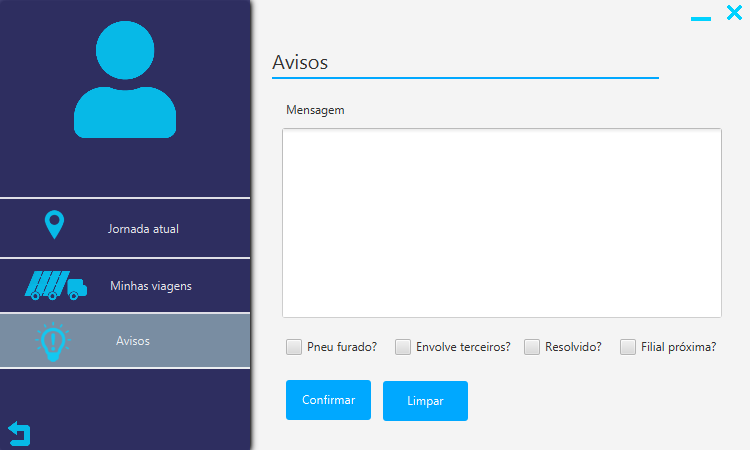 Jornada atual
Minhas viagens
Avisos
Avisos
Mensagem
Pneu furado? Envolve terceiros? Resolvido? Filial próxima?
Confirmar Limpar